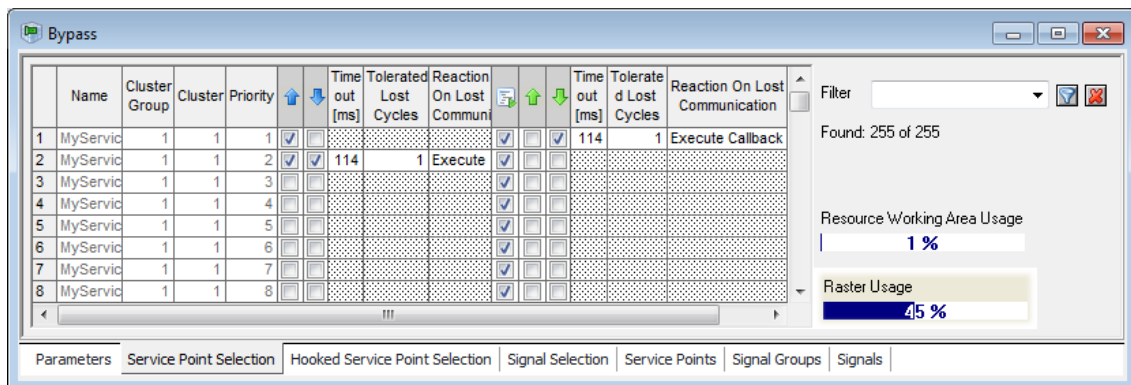 Bypass
Name Cluster Group Cluster Priority Time out [ms] Tolerated Lost Cycles Reaction On Lost Communi Time out [ms] Tolerate d Lost Cycles Reaction On Lost Communication
1 MyServic 1 1 1 114 1 Execute Callback
2 MyServic 1 1 2 114 1 Execute
3 MyServic 1 1 3
4 MyServic 1 1 4
5 MyServic 1 1 5
6 MyServic 1 1 6
7 MyServic 1 1 7
8 MyServic 1 1 8
Filter
Found: 255 of 255
Resource Working Area Usage
1 %
Raster Usage
45 %
Parameters Service Point Selection Hooked Service Point Selection Signal Selection Service Points Signal Groups Signals